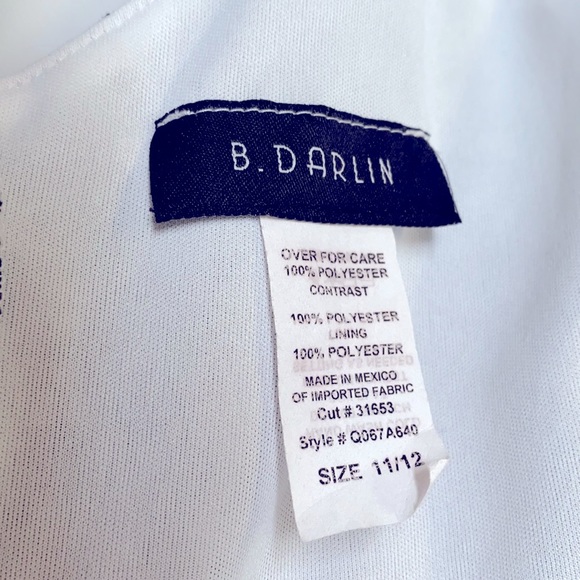 B. DARLIN
OVER FOR CARE
100% POLYESTER
CONTRAST
100% POLYESTER
LINING
100% POLYESTER
MADE IN MEXICO
OF IMPORTED FABRIC
Cut # 31653
Style # Q067A640
SIZE 11/12